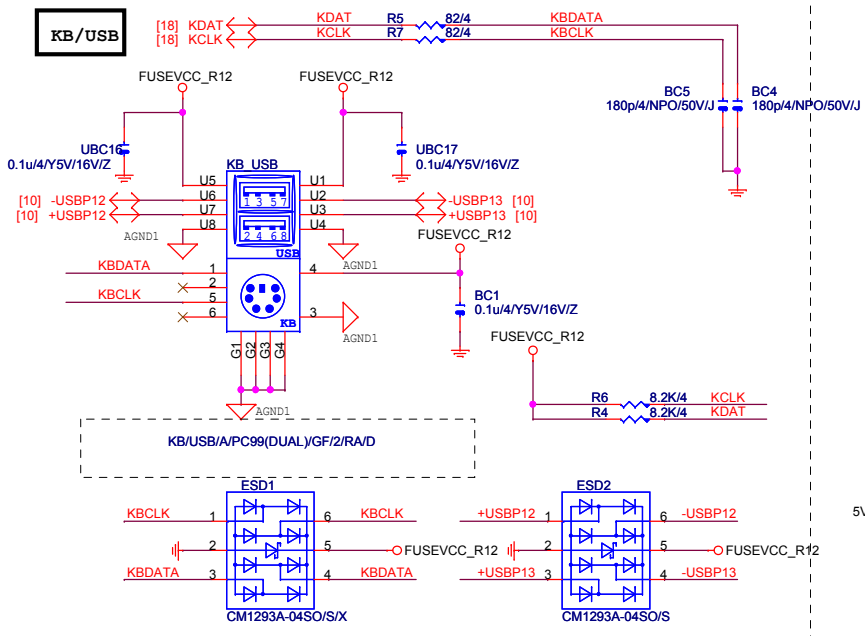 KB/USB
[18] KDAT KDAT R5 82/4 KBDATA
[18] KCLK KCLK R7 82/4 KBCLK
FUSEVCC_R12 FUSEVCC_R12
BC5 BC4
180p/4/NPO/50V/J 180p/4/NPO/50V/J
UBC16 UBC17
0.1u/4/Y5V/16V/Z 0.1u/4/Y5V/16V/Z
KB_USB
U5 U1
[10] -USBP12 U6 U2 -USBP13 [10]
[10] +USBP12 U7 U3 +USBP13 [10]
U8 U4
1 3 5 7
2 4 6 8
USB
AGND1 AGND1
FUSEVCC_R12
KBDATA 1 4
2
KBCLK 5
6 3
KB
AGND1
BC1
0.1u/4/Y5V/16V/Z
G1 G2 G3 G4
AGND1
FUSEVCC_R12
R6 8.2K/4 KCLK
R4 8.2K/4 KDAT
KB/USB/A/PC99(DUAL)/GF/2/RA/D
ESD1 ESD2
KBCLK 1 6 KBCLK +USBP12 1 6 -USBP12
2 5 FUSEVCC_R12 2 5 FUSEVCC_R12
KBDATA 3 4 KBDATA +USBP13 3 4 -USBP13
CM1293A-04SO/S/X CM1293A-04SO/S
5V